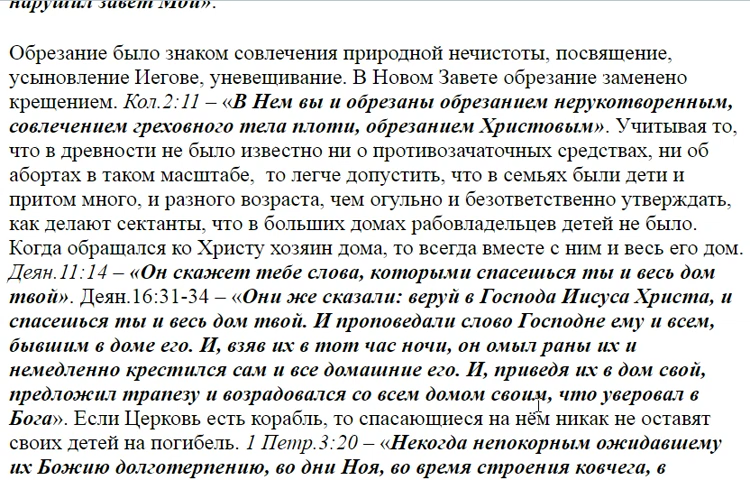 нарушил завет Мой».
Обрезание было знаком совлечения природной нечистоты, посвящение,
усыновление Иегове, уневещивание. В Новом Завете обрезание заменено
крещением. Кол.2:11 – «В Нем вы и обрезаны обрезанием нерукотворенным,
совлечением греховного тела плоти, обрезанием Христовым». Учитывая то,
что в древности не было известно ни о противозачаточных средствах, ни об
абортах в таком масштабе, то легче допустить, что в семьях были дети и
притом много, и разного возраста, чем огульно и безответственно утверждать,
как делают сектанты, что в больших домах рабовладельцев детей не было.
Когда обращался ко Христу хозяин дома, то всегда вместе с ним и весь его дом.
Деян.11:14 – «Он скажет тебе слова, которыми спасешься ты и весь дом
твой». Деян.16:31-34 – «Они же сказали: веруй в Господа Иисуса Христа, и
спасешься ты и весь дом твой. И проповедали слово Господне ему и всем,
бывшим в доме его. И, взяв их в тот час ночи, он омыл раны их и
немедленно крестился сам и все домашние его. И, приведя их в дом свой,
предложил трапезу и возрадовался со всем домом своим, что уверовал в
Бога». Если Церковь есть корабль, то спасающиеся на нём никак не оставят
своих детей на погибель. 1 Петр.3:20 – «Некогда непокорным ожидавшему
их Божию долготерпению, во дни Ноя, во время строения ковчега, в